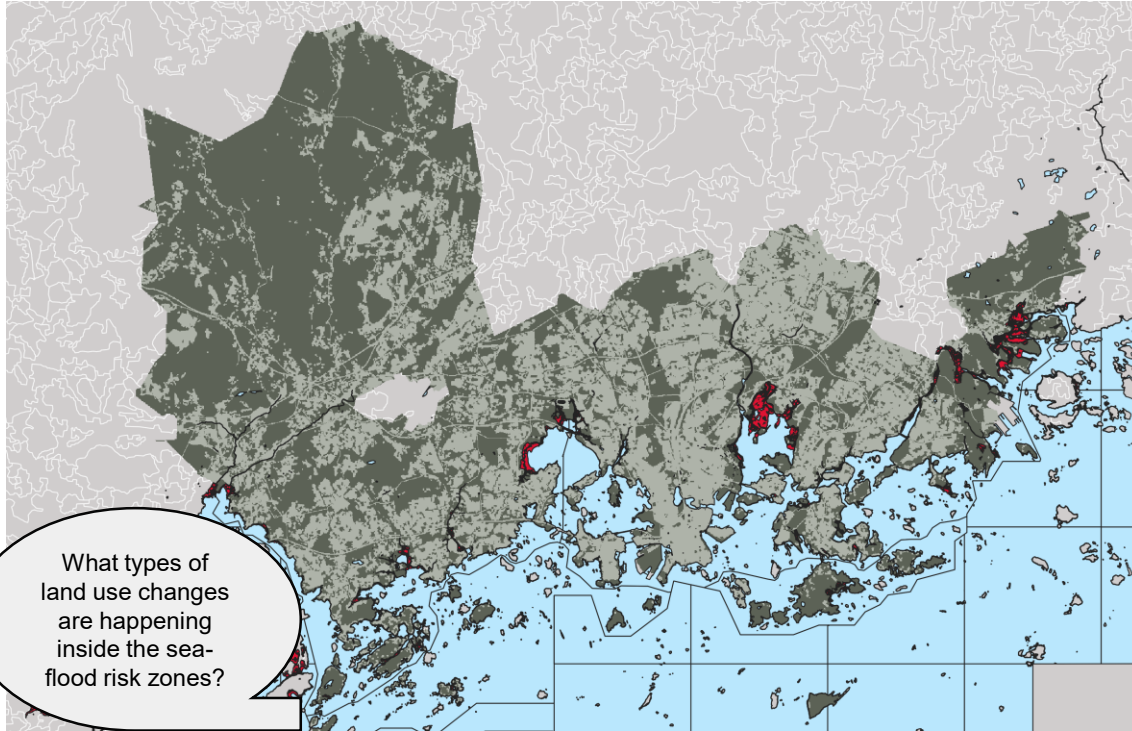 What types of
land use changes
are happening
inside the sea-
flood risk zones?